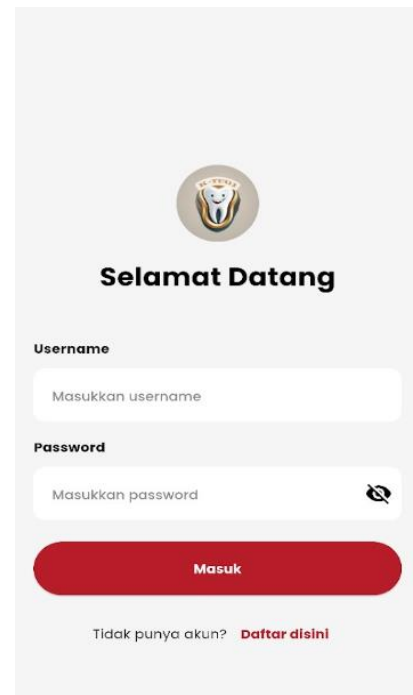 Selamat Datang
Username
Masukkan username
Password
Masukkan password
Masuk
Tidak punya akun? Daftar disini